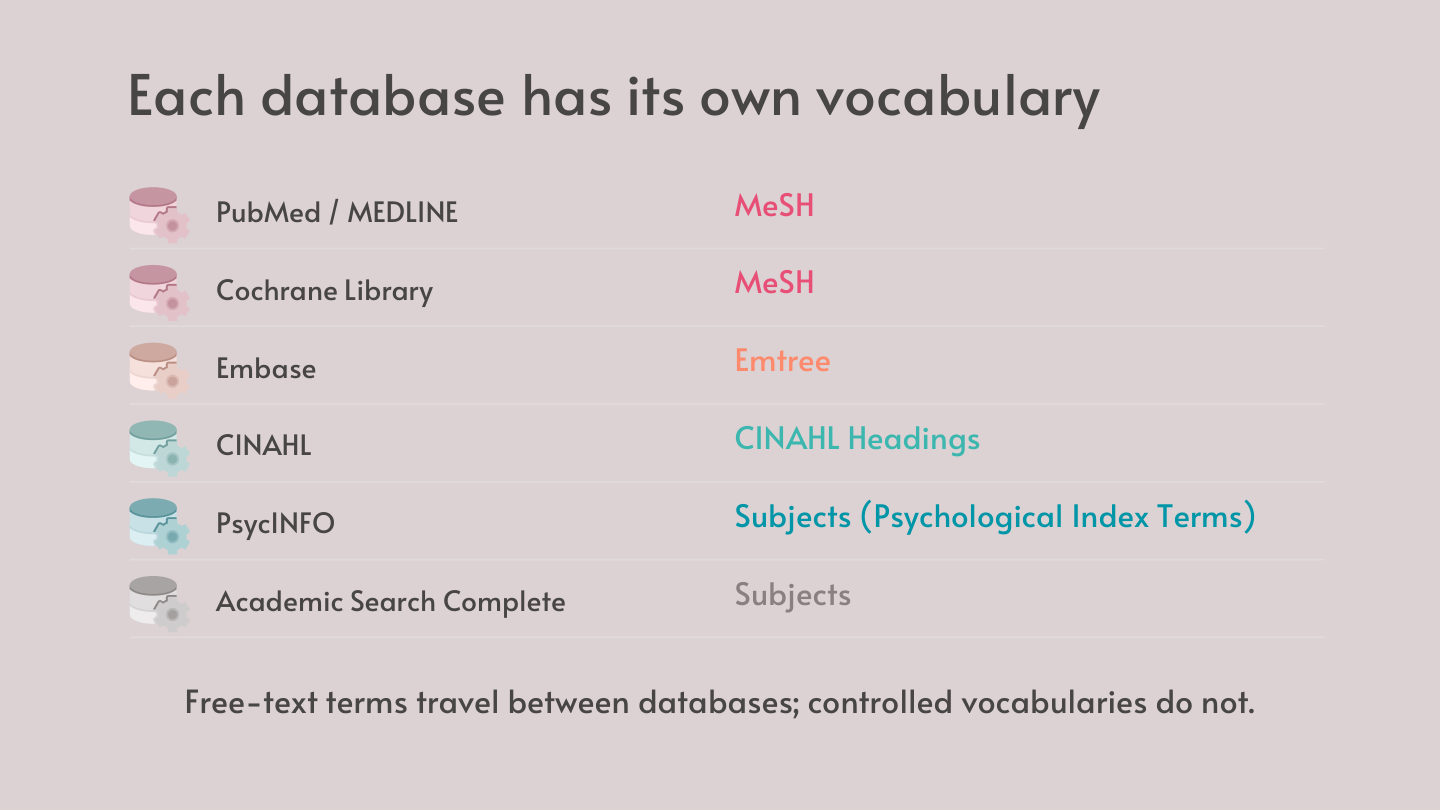 Each database has its own vocabulary
PubMed / MEDLINE MeSH
Cochrane Library MeSH
Embase Emtree
CINAHL CINAHL Headings
PsycINFO Subjects (Psychological Index Terms)
Academic Search Complete Subjects
Free-text terms travel between databases; controlled vocabularies do not.